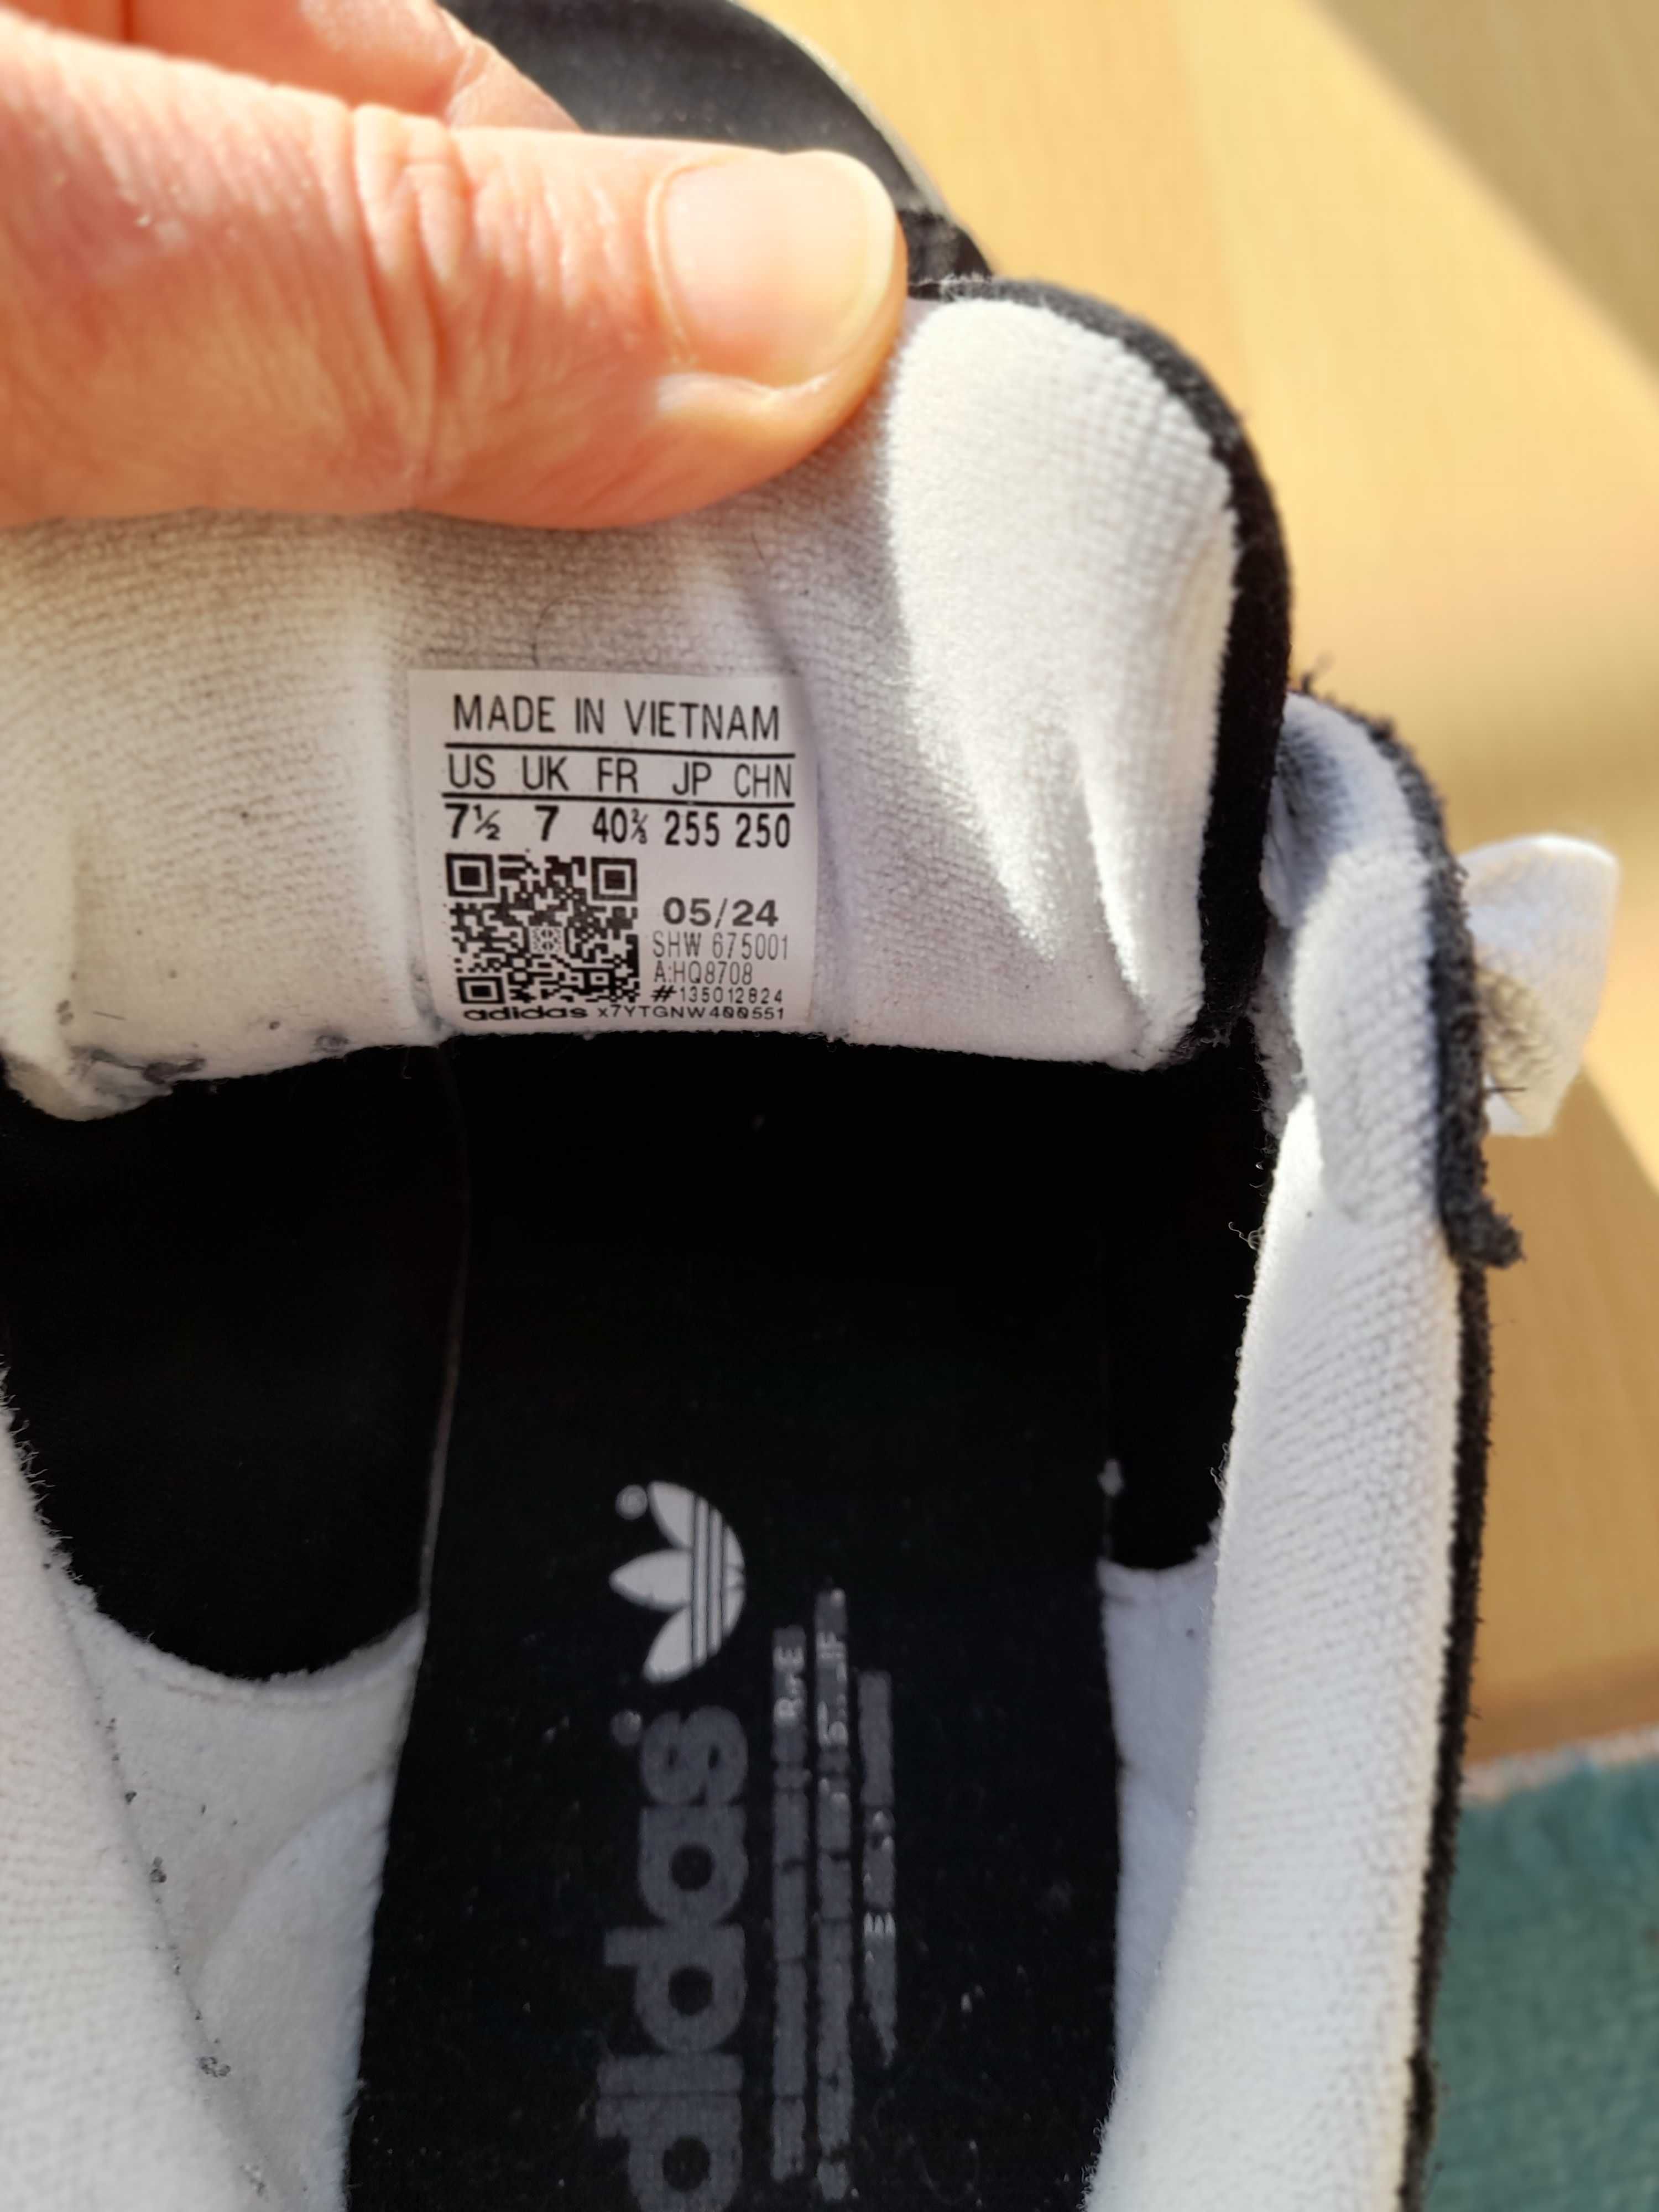 MADE IN VIETNAM
US UK FR JP CHN
7½ 7 40⅔ 255 250
05/24
SHW 675001
A:HQ8708
#135012824
adidas x7YTGNW400551
adidas